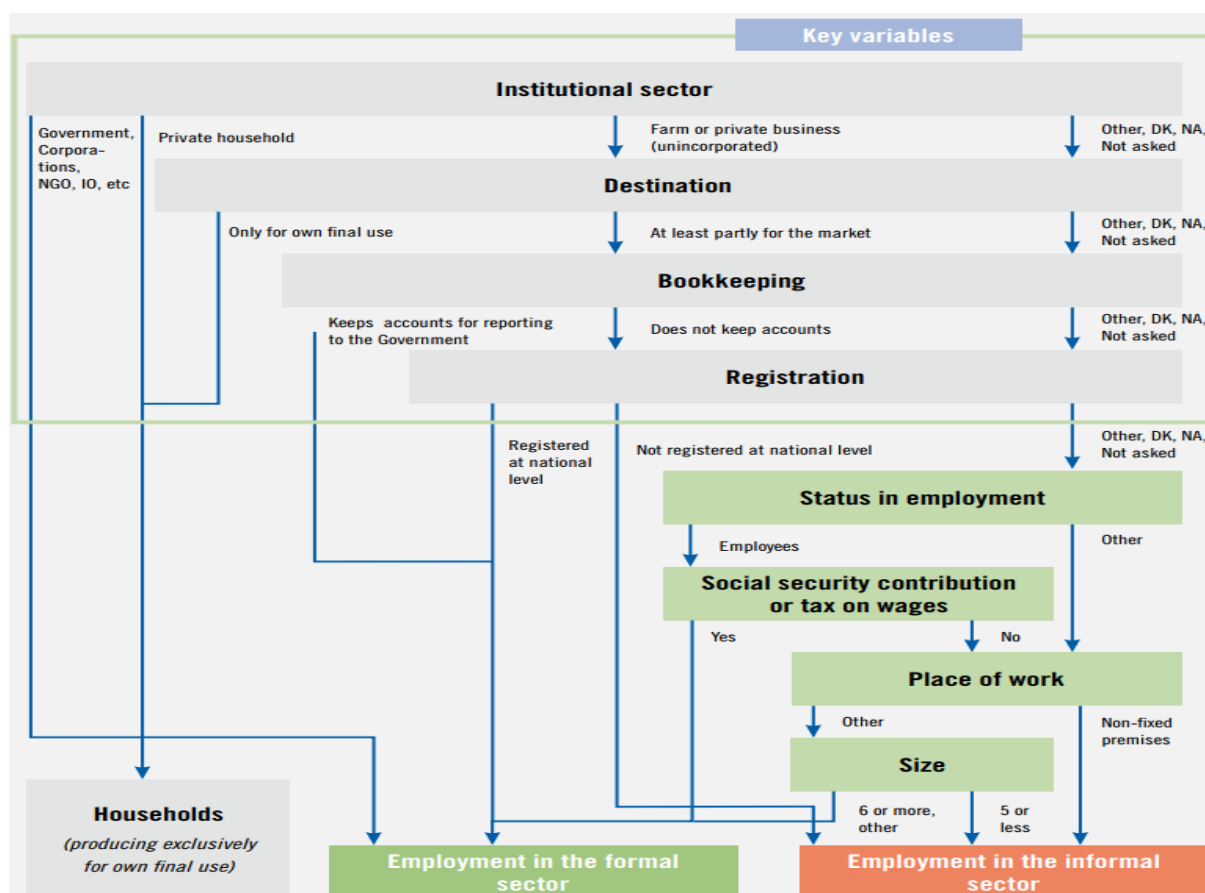 Key variables
Institutional sector
Government,
Corpora-
tions,
NGO, IO, etc
Private household
Farm or private business
(unincorporated)
Other, DK, NA,
Not asked
Destination
Only for own final use
At least partly for the market
Other, DK, NA,
Not asked
Bookkeeping
Keeps accounts for reporting
to the Government
Does not keep accounts
Other, DK, NA,
Not asked
Registration
Registered
at national
level
Not registered at national level
Other, DK, NA,
Not asked
Status in employment
Employees
Other
Social security contribution
or tax on wages
Yes
No
Place of work
Other
Non-fixed
premises
Size
6 or more,
other
5 or
less
Households
(producing exclusively
for own final use)
Employment in the formal
sector
Employment in the informal
sector